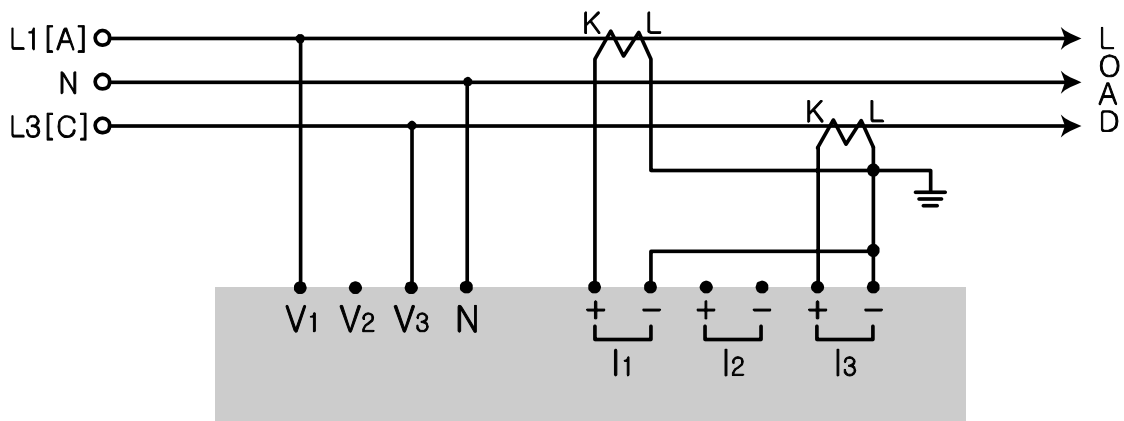 L1[A]
N
L3[C]
K L
K L
LOAD
V1 V2 V3 N
+ − + − + −
I1 I2 I3